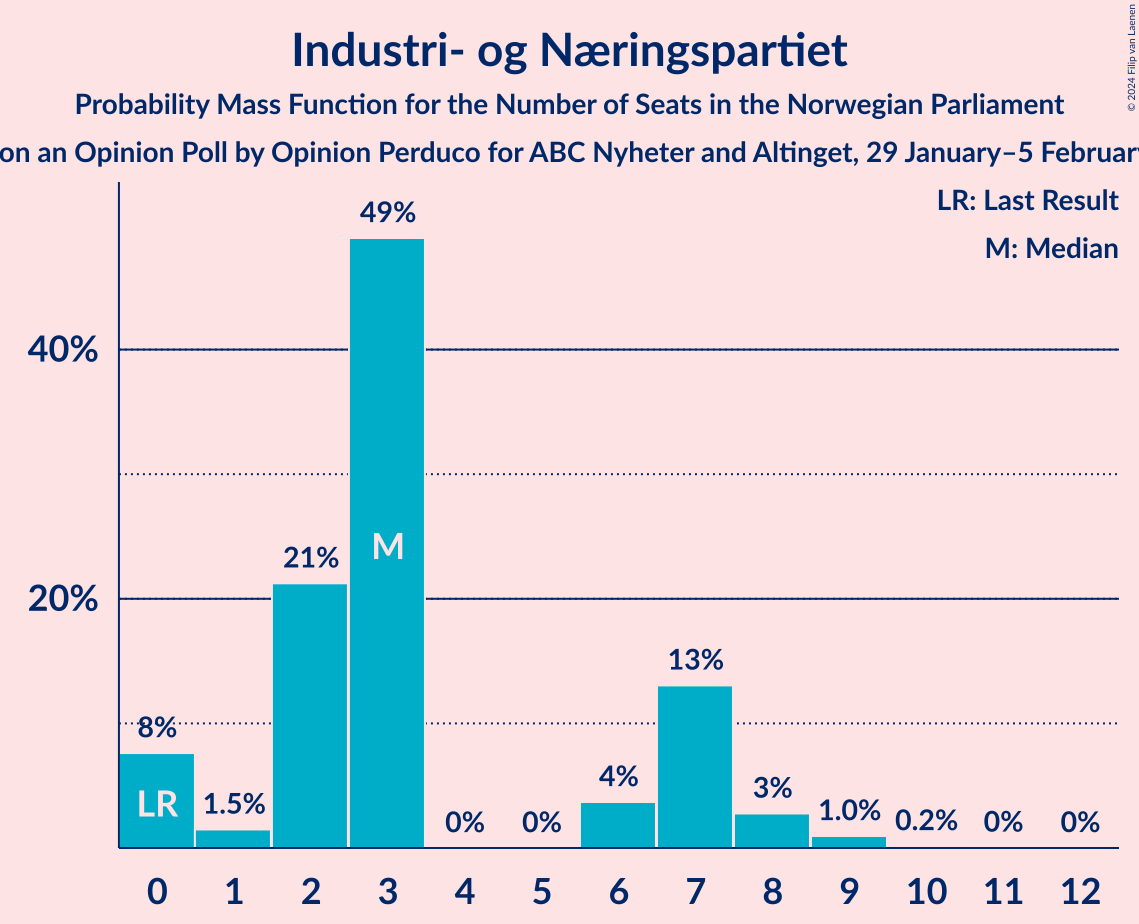 Industri- og Næringspartiet
Probability Mass Function for the Number of Seats in the Norwegian Parliament
on an Opinion Poll by Opinion Perduco for ABC Nyheter and Altinget, 29 January–5 February
© 2024 Filip van Laenen
LR: Last Result
M: Median
49%
40%
M
21%
20%
13%
8%
4%
3%
LR
1.5%
1.0%
0%
0%
0.2%
0%
0%
0 1 2 3 4 5 6 7 8 9 10 11 12